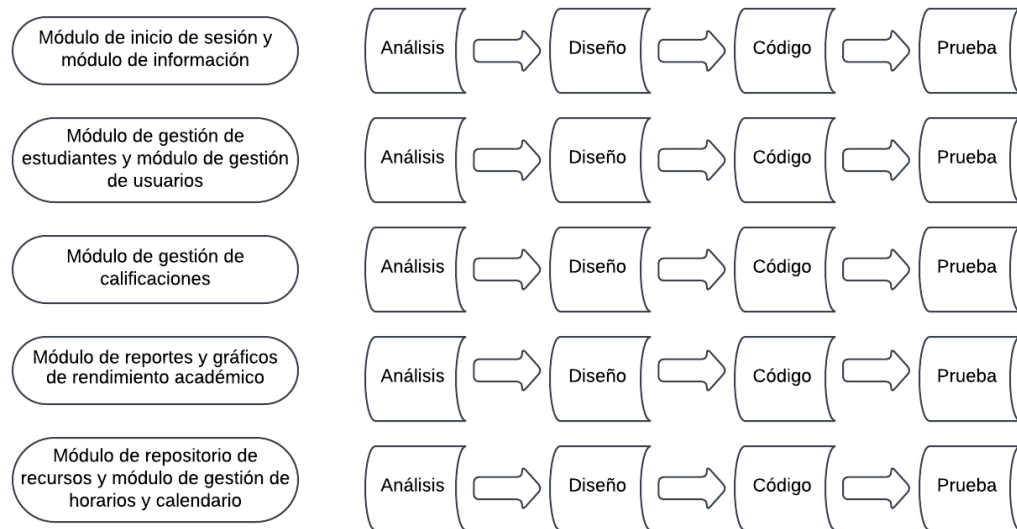 Módulo de inicio de sesión y
módulo de información
Análisis
Diseño
Código
Prueba
Módulo de gestión de
estudiantes y módulo de gestión
de usuarios
Análisis
Diseño
Código
Prueba
Módulo de gestión de
calificaciones
Análisis
Diseño
Código
Prueba
Módulo de reportes y gráficos
de rendimiento académico
Análisis
Diseño
Código
Prueba
Módulo de repositorio de
recursos y módulo de gestión de
horarios y calendario
Análisis
Diseño
Código
Prueba